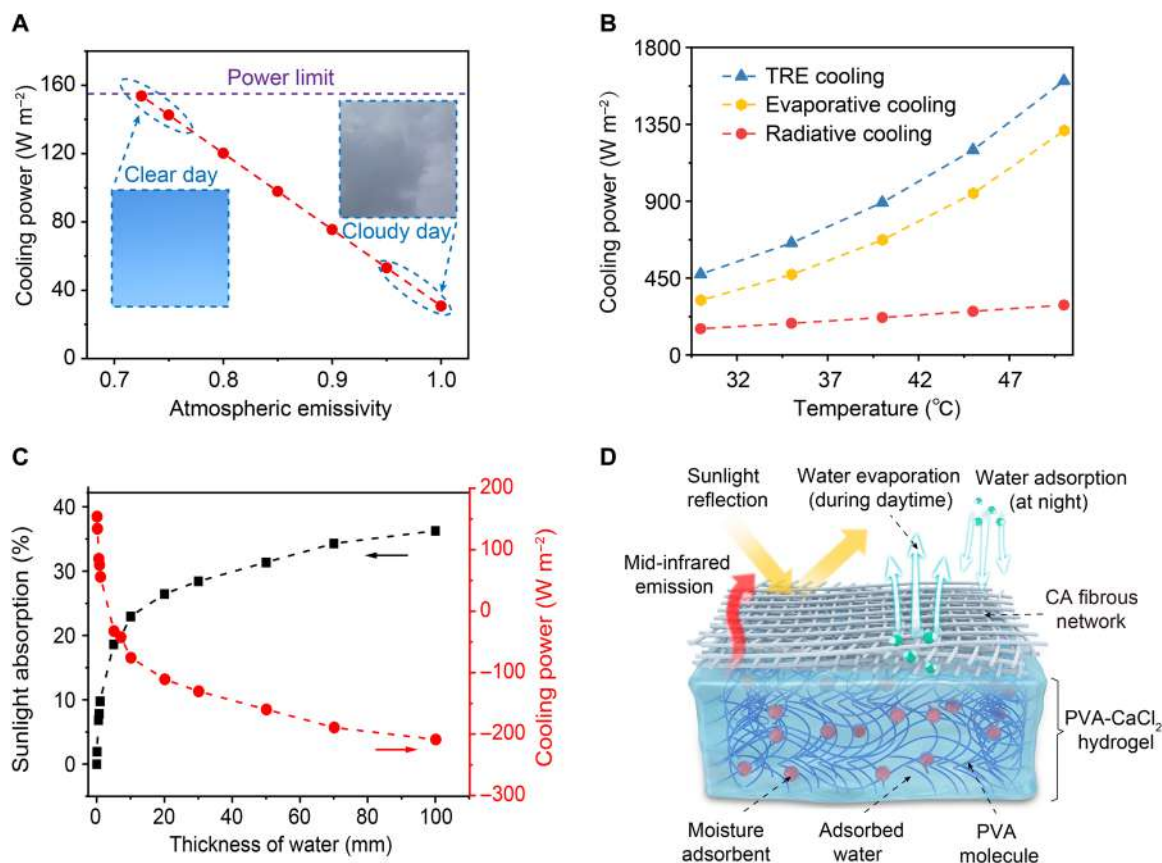 A
Cooling power (W m⁻²)
160
120
80
40
0
Power limit
Clear day
Cloudy day
0.7
0.8
0.9
1.0
Atmospheric emissivity
B
Cooling power (W m⁻²)
1800
1350
900
450
0
TRE cooling
Evaporative cooling
Radiative cooling
32
37
42
47
Temperature (℃)
C
Sunlight absorption (%)
40
30
20
10
0
200
100
0
−100
−200
−300
Cooling power (W m⁻²)
0
20
40
60
80
100
Thickness of water (mm)
D
Sunlight
reflection
Water evaporation
(during daytime)
Water adsorption
(at night)
Mid-infrared
emission
CA fibrous
network
PVA-CaCl₂
hydrogel
Moisture
adsorbent
Adsorbed
water
PVA
molecule